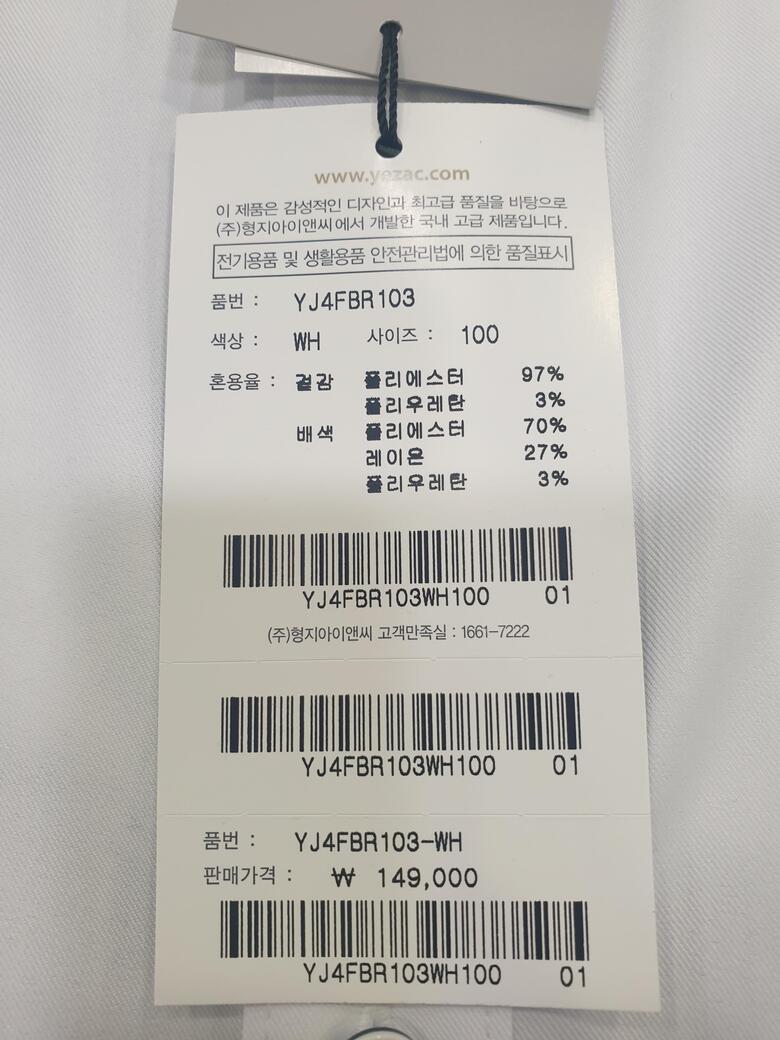 www.yezac.com
이 제품은 감성적인 디자인과 최고급 품질을 바탕으로
(주)형지아이앤씨에서 개발한 국내 고급 제품입니다.
전기용품 및 생활용품 안전관리법에 의한 품질표시
품번 : YJ4FBR103
색상 : WH 사이즈 : 100
혼용율 : 겉감 폴리에스터 97%
폴리우레탄 3%
배색 폴리에스터 70%
레이온 27%
폴리우레탄 3%
YJ4FBR103WH100 01
(주)형지아이앤씨 고객만족실 : 1661-7222
YJ4FBR103WH100 01
품번 : YJ4FBR103-WH
판매가격 : ₩ 149,000
YJ4FBR103WH100 01